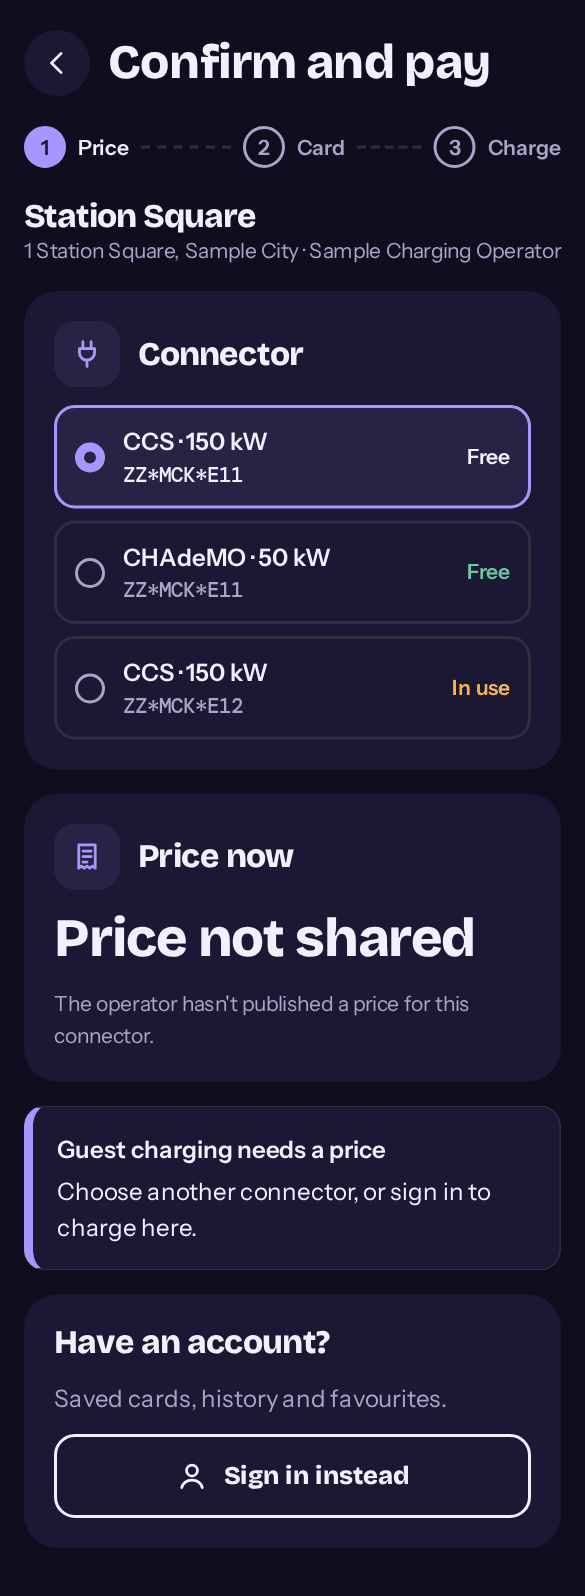 Confirm and pay
1 Price 2 Card 3 Charge
Station Square
1 Station Square, Sample City · Sample Charging Operator
Connector
CCS · 150 kW
ZZ*MCK*E11
Free
CHAdeMO · 50 kW
ZZ*MCK*E11
Free
CCS · 150 kW
ZZ*MCK*E12
In use
Price now
Price not shared
The operator hasn't published a price for this
connector.
Guest charging needs a price
Choose another connector, or sign in to
charge here.
Have an account?
Saved cards, history and favourites.
Sign in instead